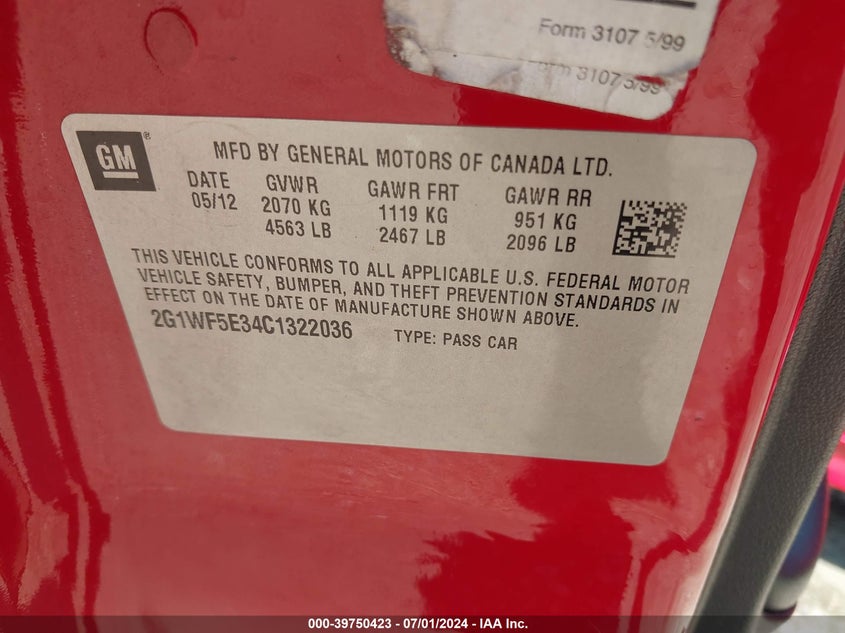 Form 3107 5/99
Form 3107 5/99
GM®
MFD BY GENERAL MOTORS OF CANADA LTD.
DATE GVWR GAWR FRT GAWR RR
05/12 2070 KG 1119 KG 951 KG
4563 LB 2467 LB 2096 LB
THIS VEHICLE CONFORMS TO ALL APPLICABLE U.S. FEDERAL MOTOR
VEHICLE SAFETY, BUMPER, AND THEFT PREVENTION STANDARDS IN
EFFECT ON THE DATE OF MANUFACTURE SHOWN ABOVE.
2G1WF5E34C1322036 TYPE: PASS CAR
000-39750423 - 07/01/2024 - IAA Inc.